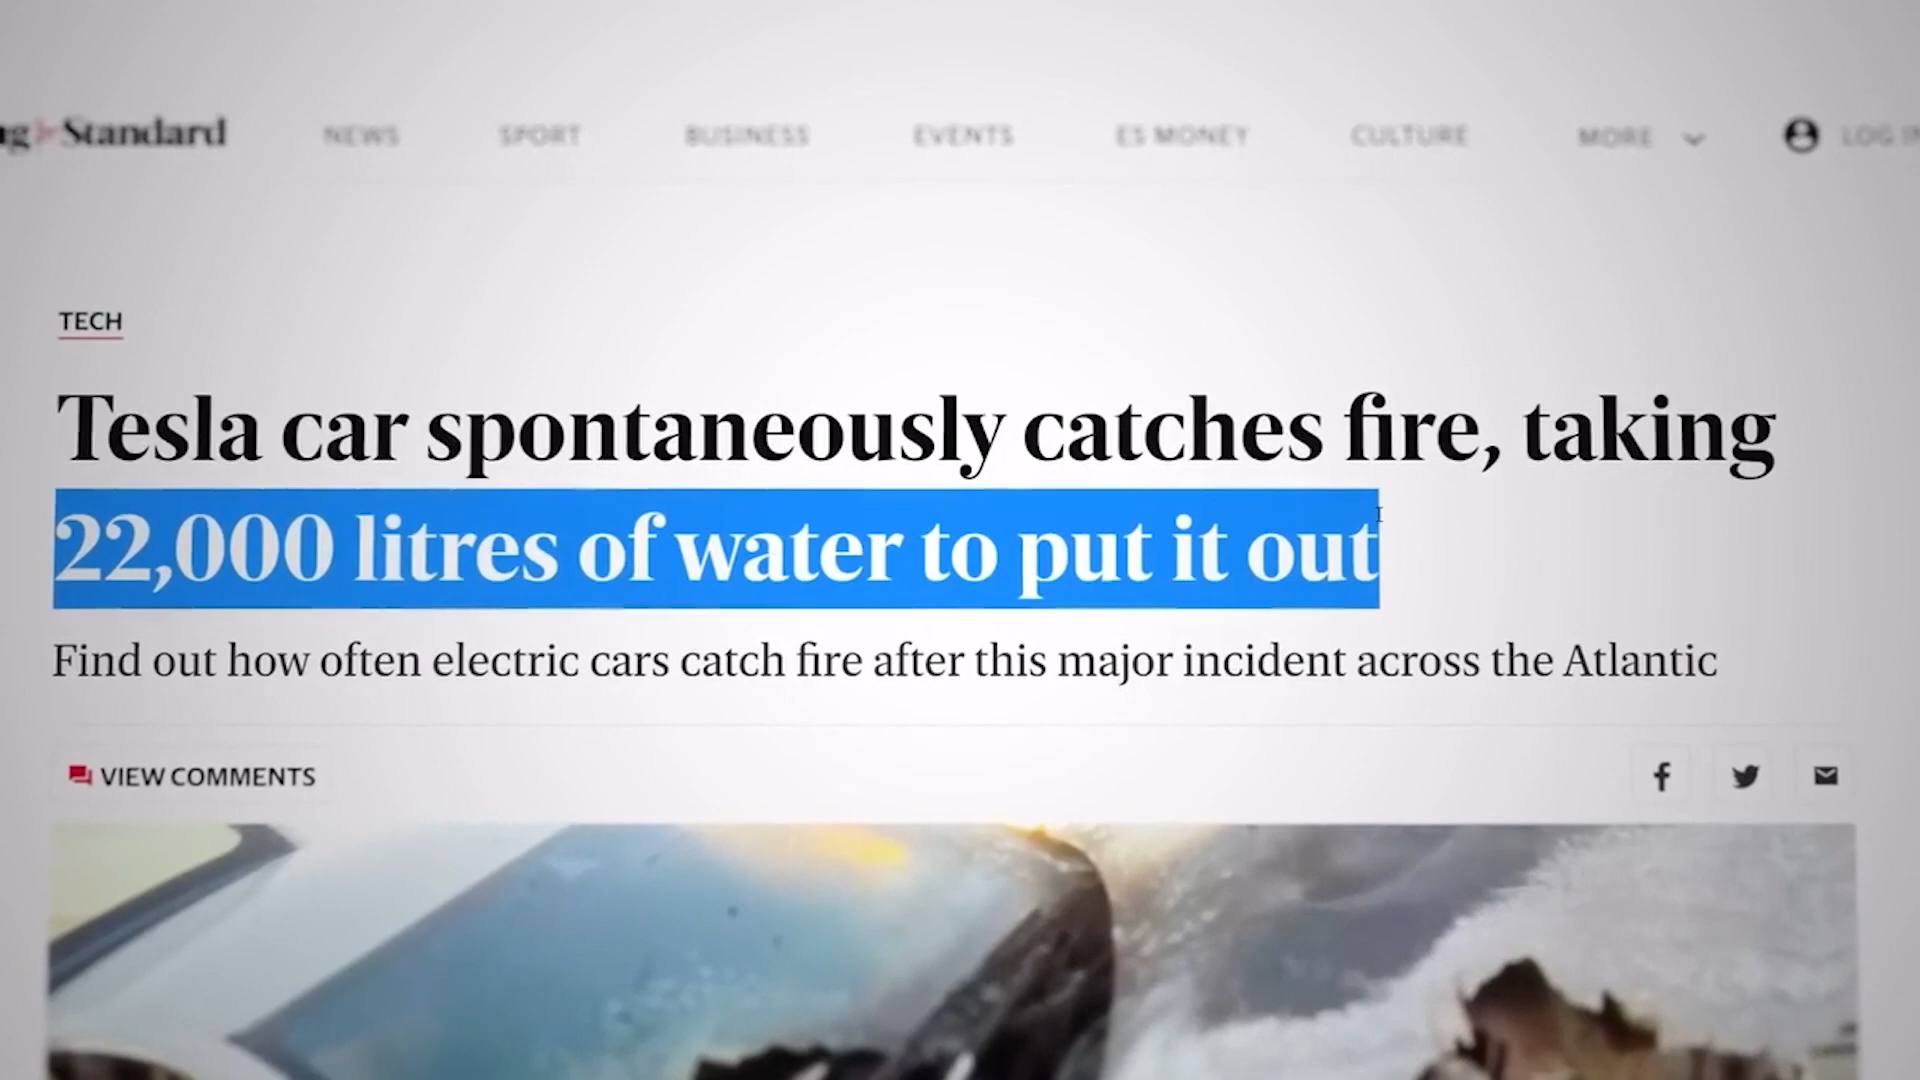 Standard
NEWS SPORT BUSINESS EVENTS ES MONEY CULTURE MORE LOG IN
TECH
Tesla car spontaneously catches fire, taking
22,000 litres of water to put it out
Find out how often electric cars catch fire after this major incident across the Atlantic
VIEW COMMENTS